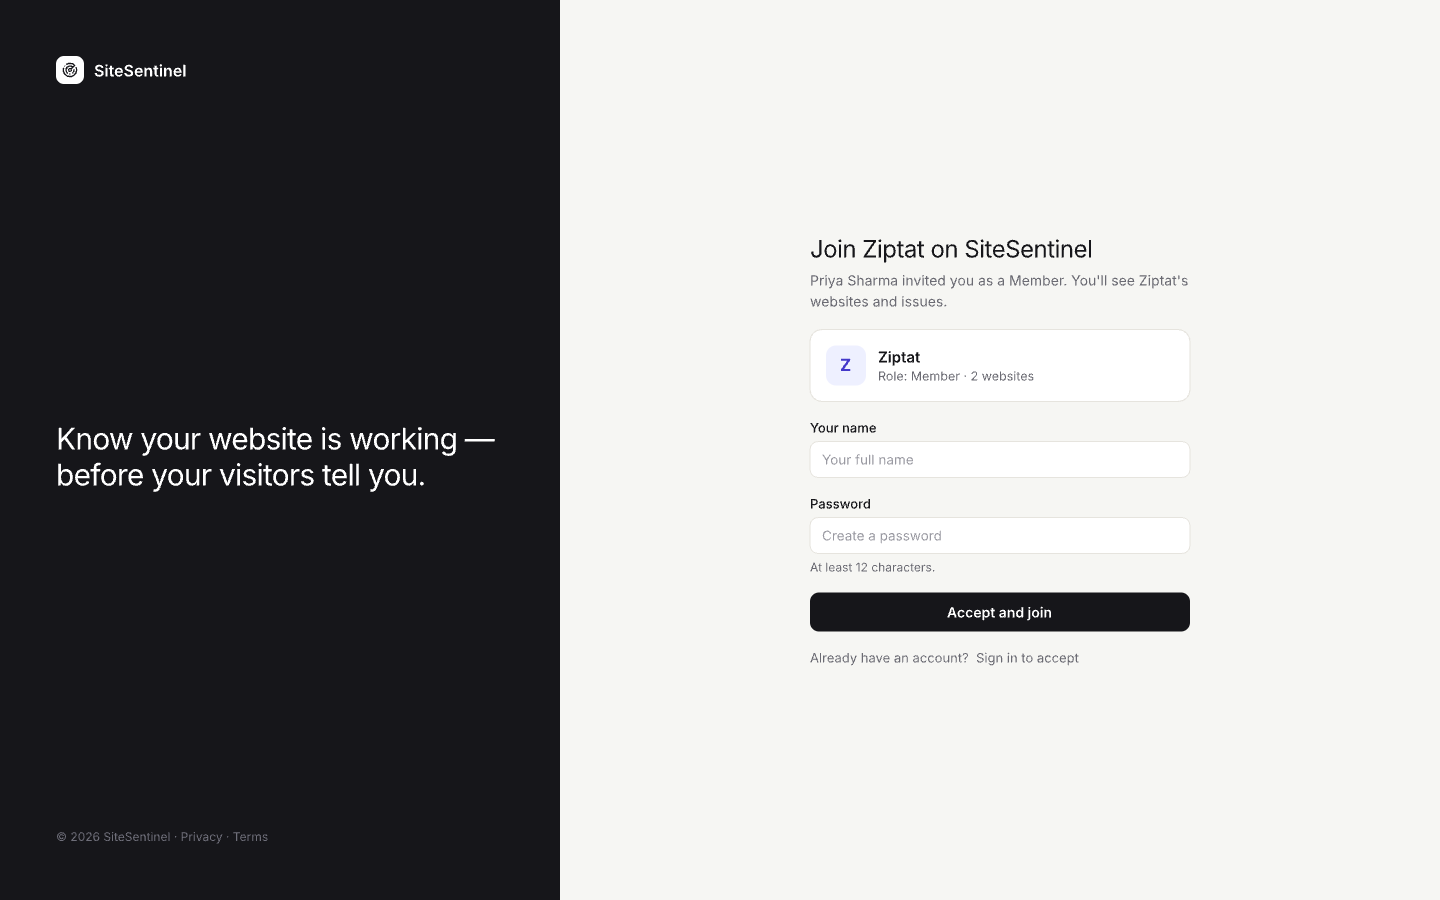 SiteSentinel
Know your website is working —
before your visitors tell you.
© 2026 SiteSentinel · Privacy · Terms
Join Ziptat on SiteSentinel
Priya Sharma invited you as a Member. You'll see Ziptat's
websites and issues.
Z
Ziptat
Role: Member · 2 websites
Your name
Your full name
Password
Create a password
At least 12 characters.
Accept and join
Already have an account? Sign in to accept